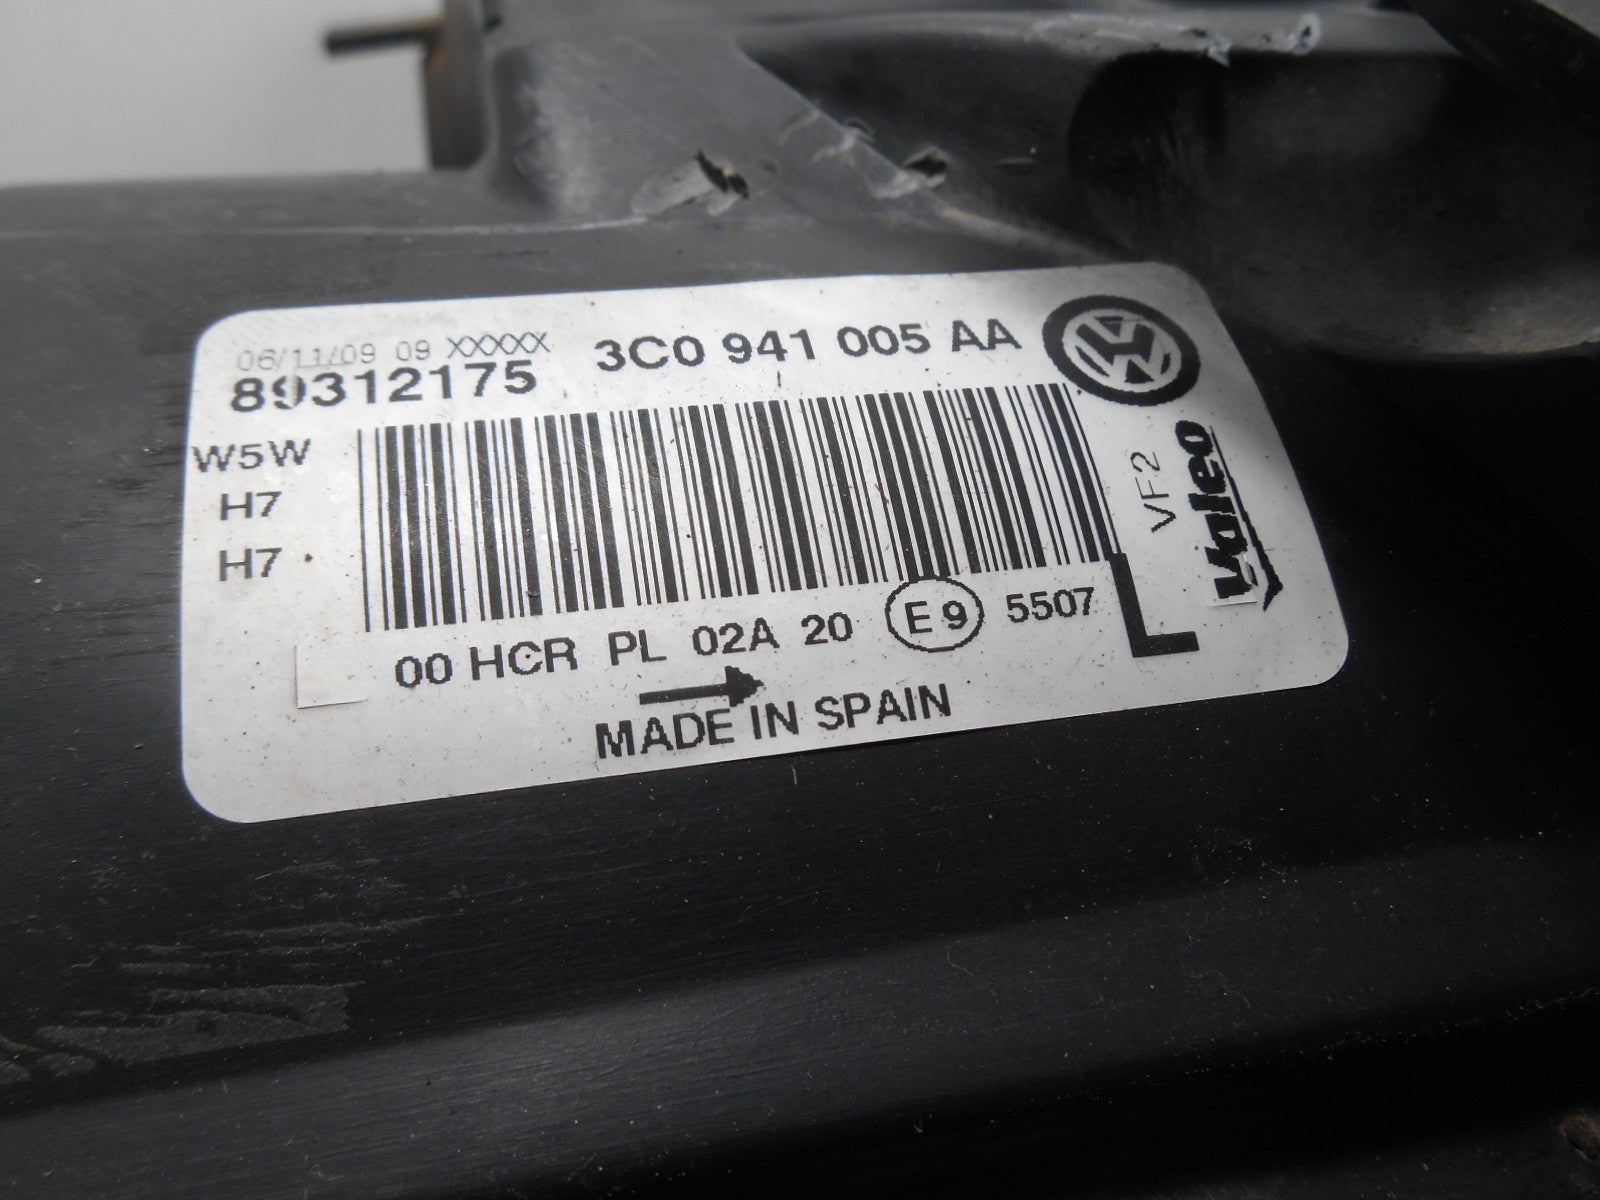 06/11/09 09 XXXXX
89312175 3C0 941 005 AA
W5W
H7
H7
VF2
Valeo
L
00 HCR PL 02A 20 E9 5507
MADE IN SPAIN